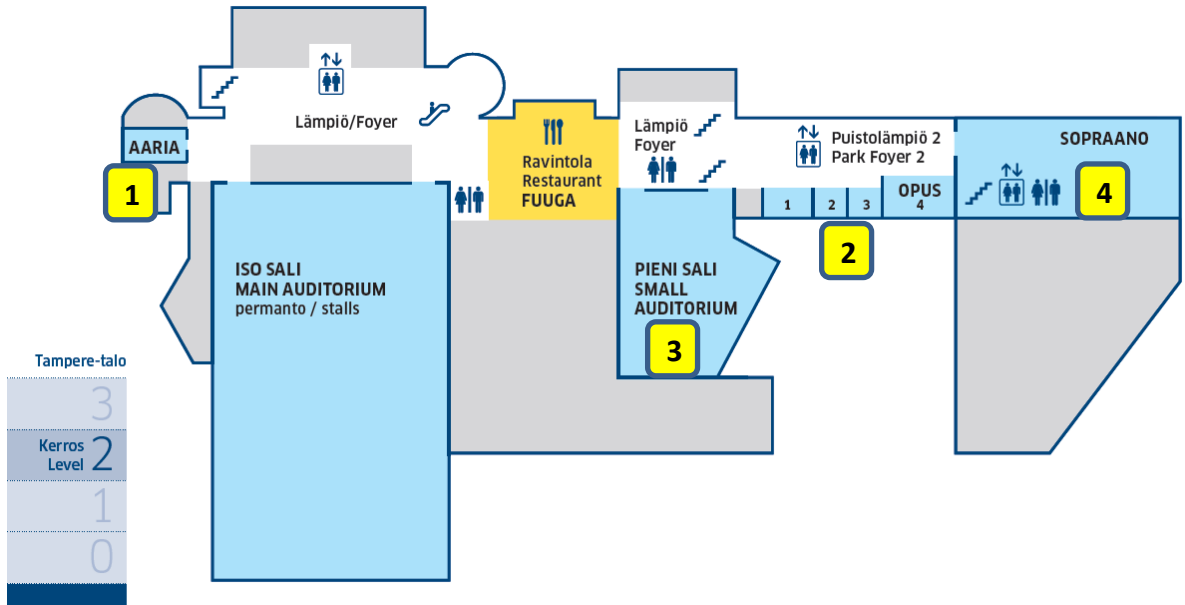 Lämpiö/Foyer
AARIA
1
Ravintola
Restaurant
FUUGA
Lämpiö
Foyer
Puistolämpiö 2
Park Foyer 2
SOPRAANO
4
1
2
3
OPUS
4
2
ISO SALI
MAIN AUDITORIUM
permanto / stalls
PIENI SALI
SMALL
AUDITORIUM
3
Tampere-talo
3
Kerros
Level 2
1
0